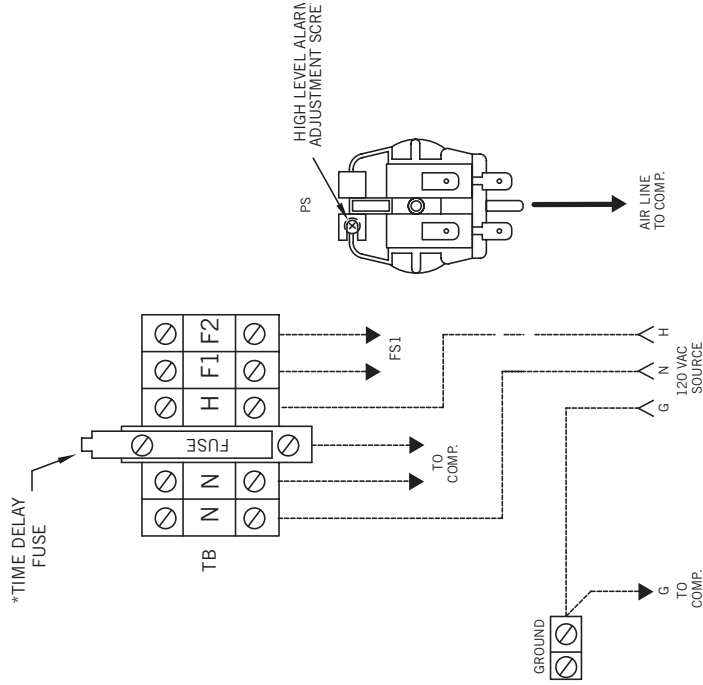 *TIME DELAY
FUSE
HIGH LEVEL ALARM
ADJUSTMENT SCRE
PS
N
N
FUSE
H
F1
F2
TB
FS1
TO
COMP.
AIR LINE
TO COMP.
GROUND
G
TO
COMP.
G
N
H
120 VAC
SOURCE